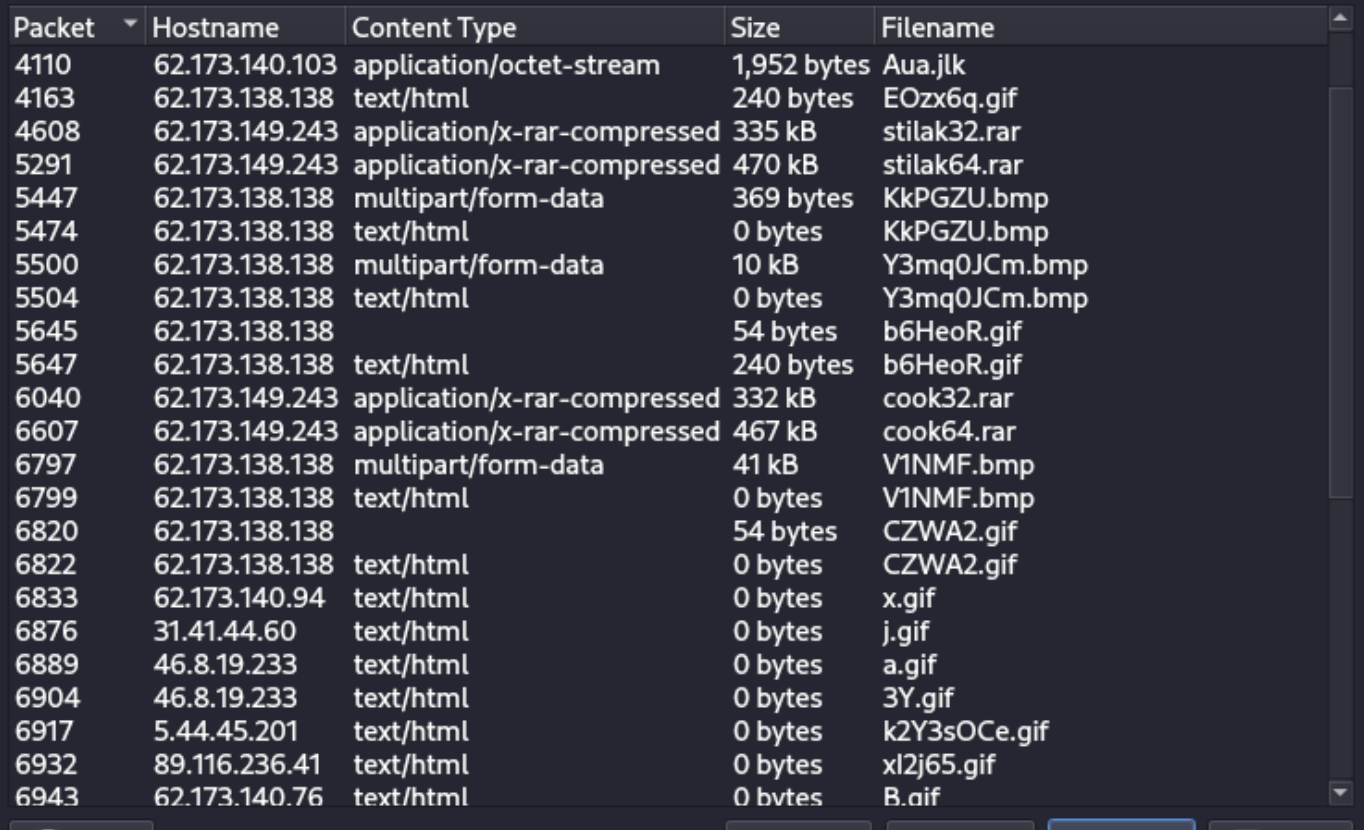 Packet Hostname Content Type Size Filename
4110 62.173.140.103 application/octet-stream 1,952 bytes Aua.jlk
4163 62.173.138.138 text/html 240 bytes EOzx6q.gif
4608 62.173.149.243 application/x-rar-compressed 335 kB stilak32.rar
5291 62.173.149.243 application/x-rar-compressed 470 kB stilak64.rar
5447 62.173.138.138 multipart/form-data 369 bytes KkPGZU.bmp
5474 62.173.138.138 text/html 0 bytes KkPGZU.bmp
5500 62.173.138.138 multipart/form-data 10 kB Y3mq0JCm.bmp
5504 62.173.138.138 text/html 0 bytes Y3mq0JCm.bmp
5645 62.173.138.138 54 bytes b6HeoR.gif
5647 62.173.138.138 text/html 240 bytes b6HeoR.gif
6040 62.173.149.243 application/x-rar-compressed 332 kB cook32.rar
6607 62.173.149.243 application/x-rar-compressed 467 kB cook64.rar
6797 62.173.138.138 multipart/form-data 41 kB V1NMF.bmp
6799 62.173.138.138 text/html 0 bytes V1NMF.bmp
6820 62.173.138.138 54 bytes CZWA2.gif
6822 62.173.138.138 text/html 0 bytes CZWA2.gif
6833 62.173.140.94 text/html 0 bytes x.gif
6876 31.41.44.60 text/html 0 bytes j.gif
6889 46.8.19.233 text/html 0 bytes a.gif
6904 46.8.19.233 text/html 0 bytes 3Y.gif
6917 5.44.45.201 text/html 0 bytes k2Y3sOCe.gif
6932 89.116.236.41 text/html 0 bytes xI2j65.gif
6943 62.173.140.76 text/html 0 bytes B.gif